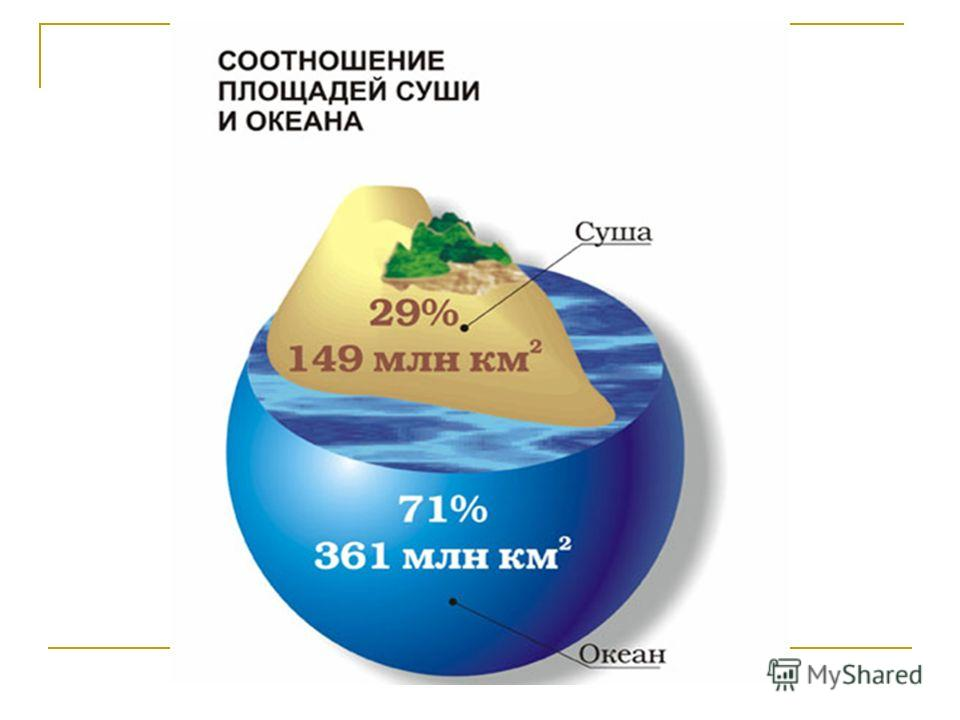 СООТНОШЕНИЕ
ПЛОЩАДЕЙ СУШИ
И ОКЕАНА
Суша
29%
149 млн км²
71%
361 млн км²
Океан
MyShared